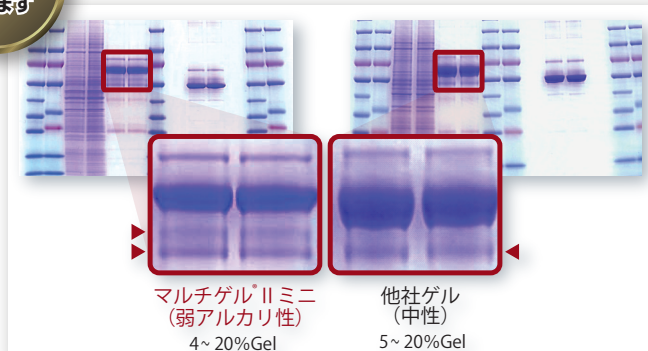 ます
マルチゲル®Ⅱミニ
（弱アルカリ性）
4~20%Gel
他社ゲル
（中性）
5~20%Gel